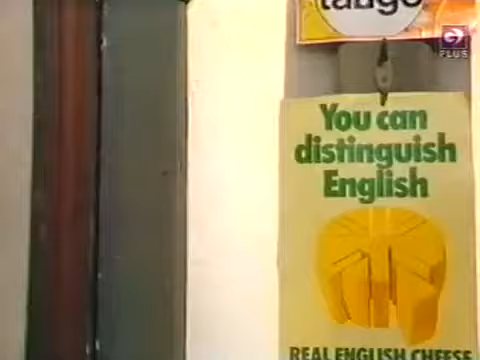 tango
G
PLUS
You can
distinguish
English
REAL ENGLISH CHEESE